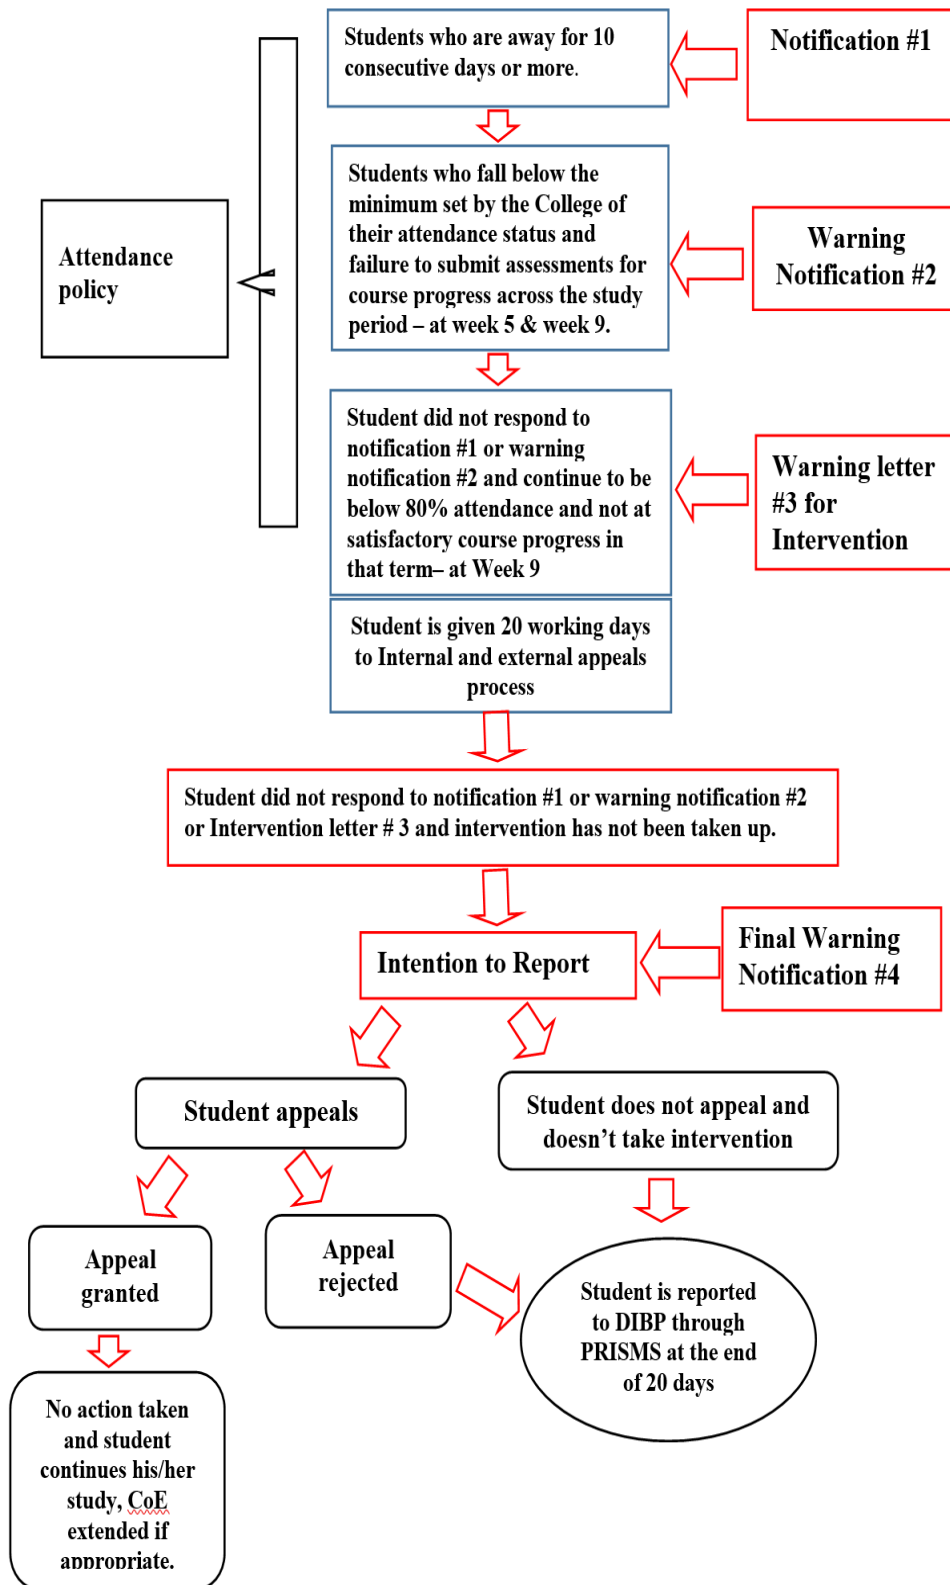 Students who are away for 10
consecutive days or more.
Notification #1
Students who fall below the
minimum set by the College of
their attendance status and
failure to submit assessments for
course progress across the study
period – at week 5 & week 9.
Warning
Notification #2
Attendance
policy
Student did not respond to
notification #1 or warning
notification #2 and continue to be
below 80% attendance and not at
satisfactory course progress in
that term– at Week 9
Warning letter
#3 for
Intervention
Student is given 20 working days
to Internal and external appeals
process
Student did not respond to notification #1 or warning notification #2
or Intervention letter # 3 and intervention has not been taken up.
Intention to Report
Final Warning
Notification #4
Student appeals
Student does not appeal and
doesn’t take intervention
Appeal
granted
Appeal
rejected
Student is reported
to DIBP through
PRISMS at the end
of 20 days
No action taken
and student
continues his/her
study, CoE
extended if
appropriate.